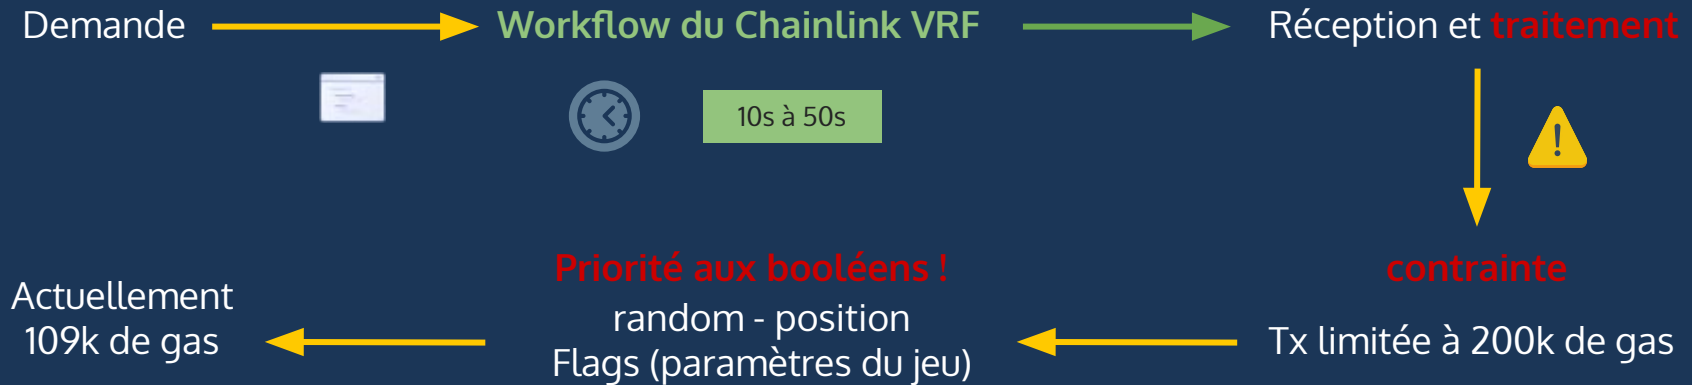 Demande
Workflow du Chainlink VRF
Réception et traitement
10s à 50s
contrainte
Tx limitée à 200k de gas
Priorité aux booléens !
random - position
Flags (paramètres du jeu)
Actuellement
109k de gas